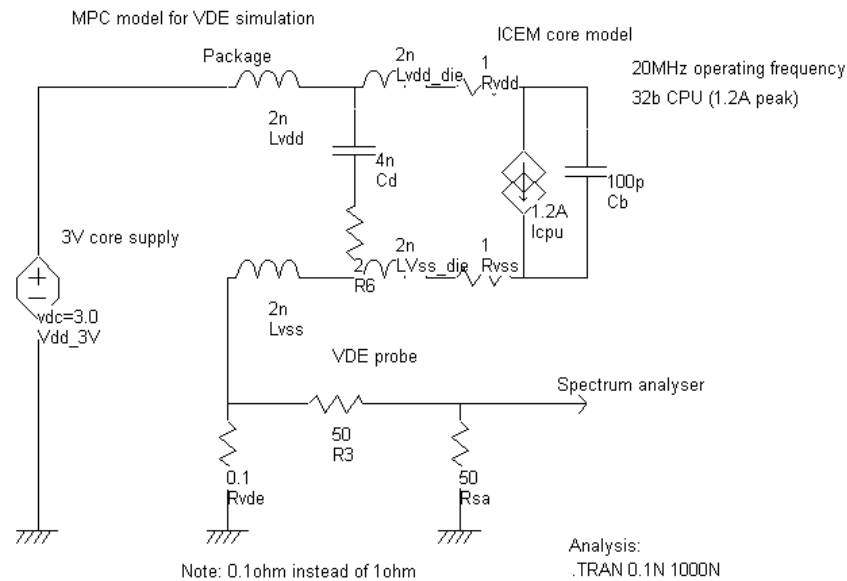 MPC model for VDE simulation
ICEM core model
Package
2n
Lvdd_die
1
Rvdd
20MHz operating frequency
32b CPU (1.2A peak)
2n
Lvdd
4n
Cd
1.2A
Icpu
100p
Cb
3V core supply
2
R6
2n
LVss_die
1
Rvss
vdc=3.0
Vdd_3V
2n
Lvss
VDE probe
Spectrum analyser
50
R3
0.1
Rvde
50
Rsa
Note: 0.1ohm instead of 1ohm
Analysis:
.TRAN 0.1N 1000N